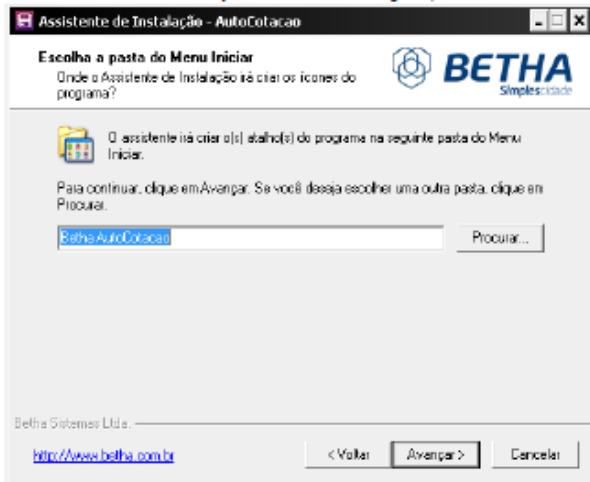 Assistente de Instalação - AutoCotacao
Escolha a pasta do Menu Iniciar
Onde o Assistente de Instalação irá criar os ícones do
programa?
BETHA
Simplescidade
O assistente irá criar o(s) atalho(s) do programa na seguinte pasta do Menu
Iniciar.
Para continuar, clique em Avançar. Se você deseja escolher uma outra pasta, clique em
Procurar.
Betha AutoCotacao
Procurar...
Betha Sistemas Ltda.
http://www.betha.com.br
< Voltar
Avançar >
Cancelar